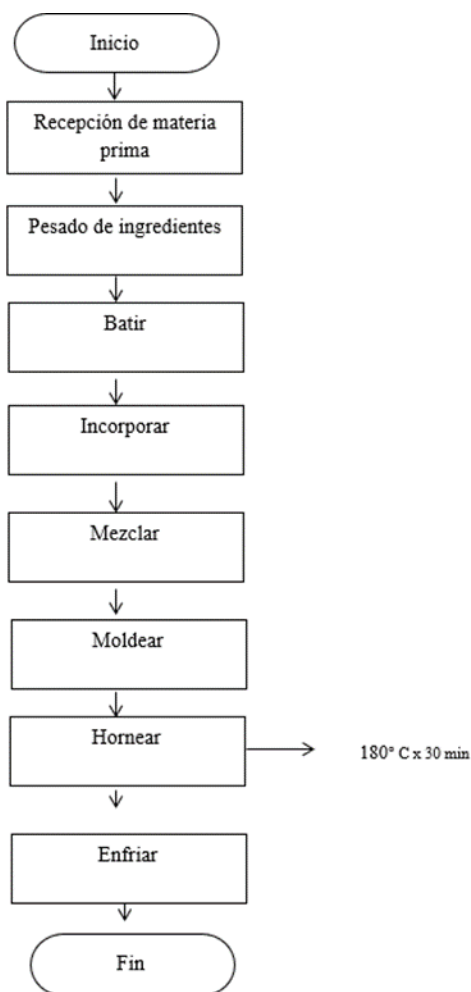 Inicio
Recepción de materia
prima
Pesado de ingredientes
Batir
Incorporar
Mezclar
Moldear
Hornear
180° C x 30 min
Enfriar
Fin